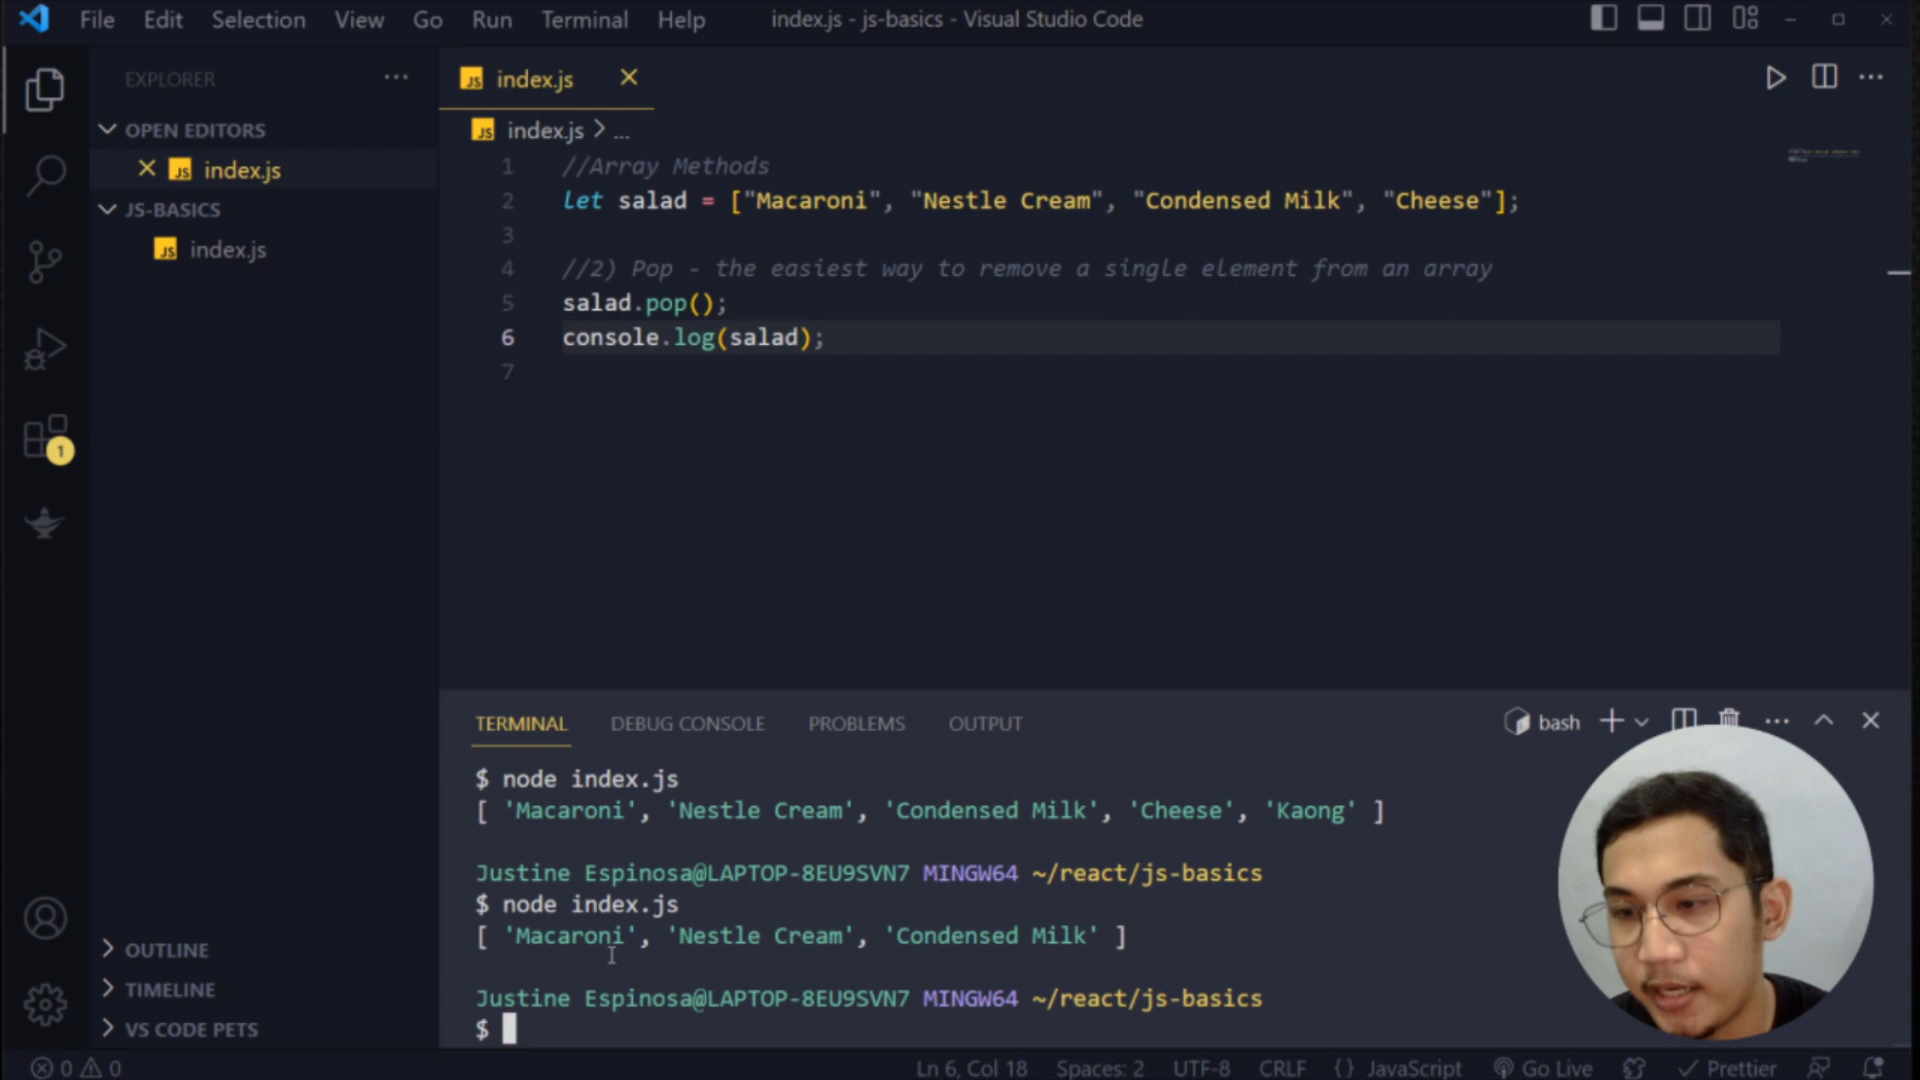 File Edit Selection View Go Run Terminal Help index.js - js-basics - Visual Studio Code
EXPLORER
OPEN EDITORS
JS index.js
JS-BASICS
JS index.js
OUTLINE
TIMELINE
VS CODE PETS
1
JS index.js
JS index.js > ...
1 //Array Methods
2 let salad = ["Macaroni", "Nestle Cream", "Condensed Milk", "Cheese"];
3
4 //2) Pop - the easiest way to remove a single element from an array
5 salad.pop();
6 console.log(salad);
7
TERMINAL DEBUG CONSOLE PROBLEMS OUTPUT bash
$ node index.js
[ 'Macaroni', 'Nestle Cream', 'Condensed Milk', 'Cheese', 'Kaong' ]
Justine Espinosa@LAPTOP-8EU9SVN7 MINGW64 ~/react/js-basics
$ node index.js
[ 'Macaroni', 'Nestle Cream', 'Condensed Milk' ]
Justine Espinosa@LAPTOP-8EU9SVN7 MINGW64 ~/react/js-basics
$
0 0 Ln 6, Col 18 Spaces: 2 UTF-8 CRLF {} JavaScript Go Live Prettier